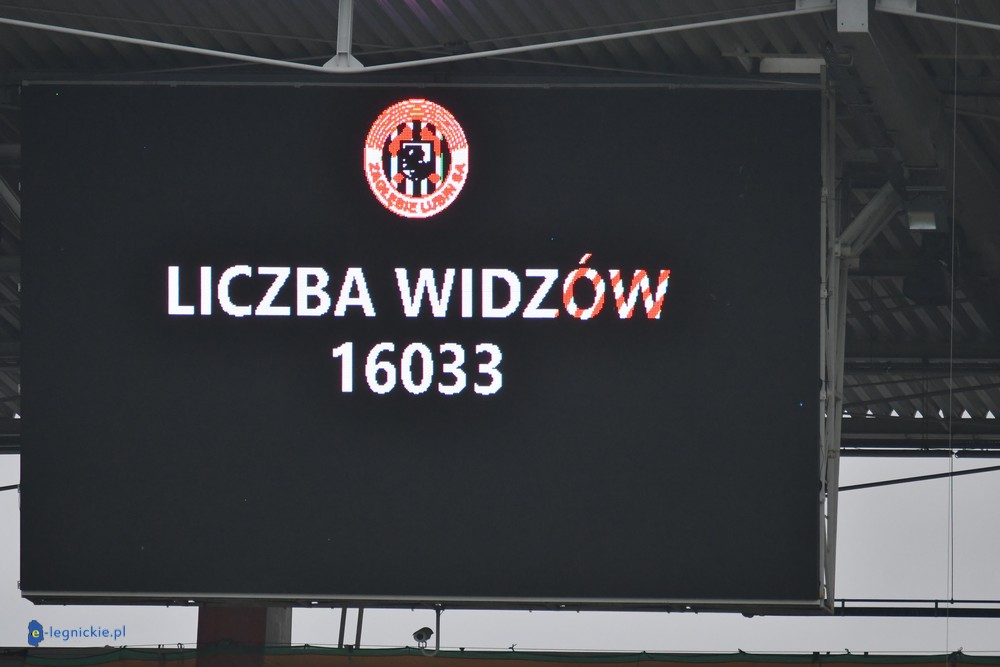 ZAGŁĘBIE LUBIN SA
LICZBA WIDZÓW
16033
e-legnickie.pl